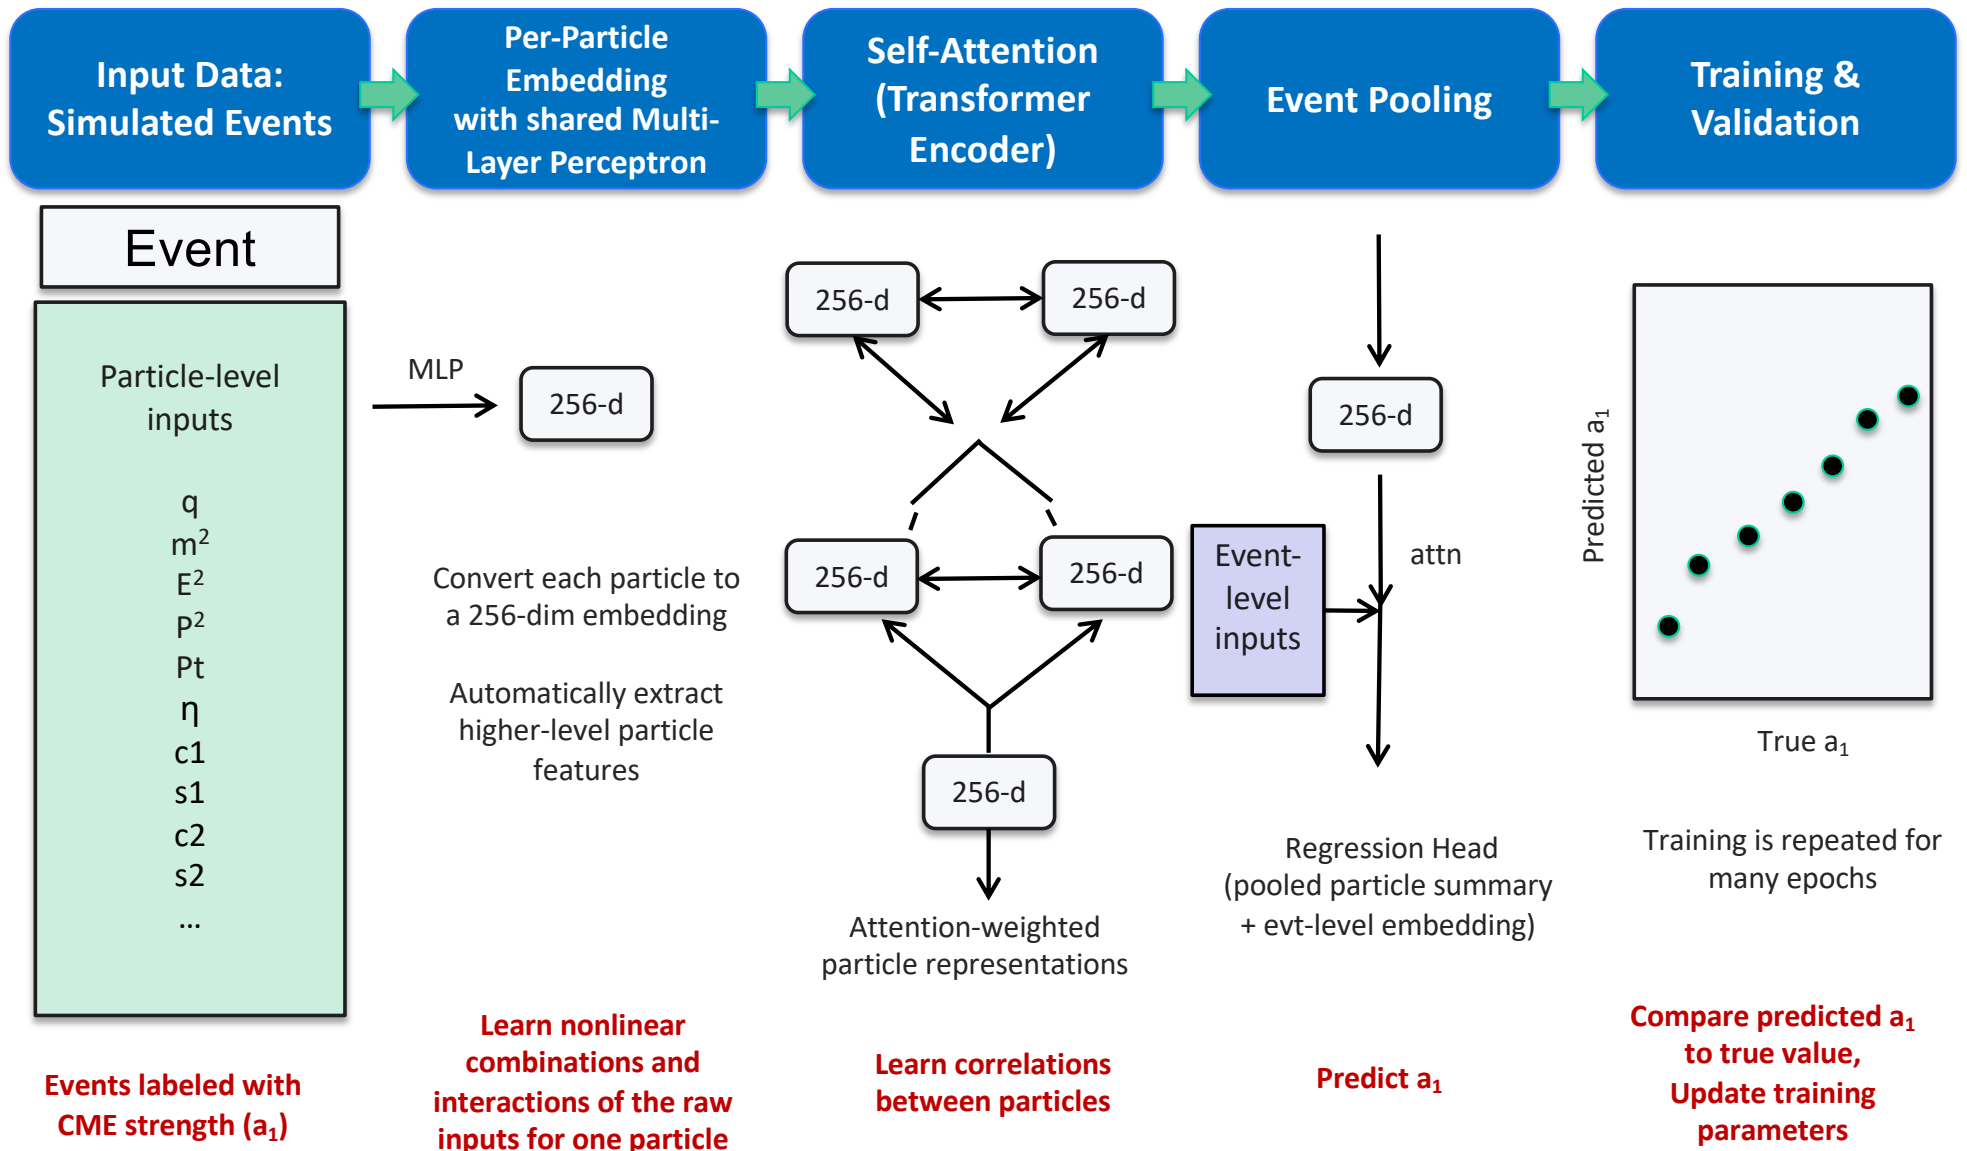 Input Data:
Simulated Events
Per-Particle
Embedding
with shared Multi-
Layer Perceptron
Self-Attention
(Transformer
Encoder)
Event Pooling
Training &
Validation
Event
Particle-level
inputs
q
m²
E²
P²
Pt
η
c1
s1
c2
s2
...
Events labeled with
CME strength (a₁)
MLP
256-d
Convert each particle to
a 256-dim embedding
Automatically extract
higher-level particle
features
Learn nonlinear
combinations and
interactions of the raw
inputs for one particle
256-d
256-d
256-d
256-d
256-d
Attention-weighted
particle representations
Learn correlations
between particles
256-d
Event-
level
inputs
attn
Regression Head
(pooled particle summary
+ evt-level embedding)
Predict a₁
Predicted a₁
True a₁
Training is repeated for
many epochs
Compare predicted a₁
to true value,
Update training
parameters